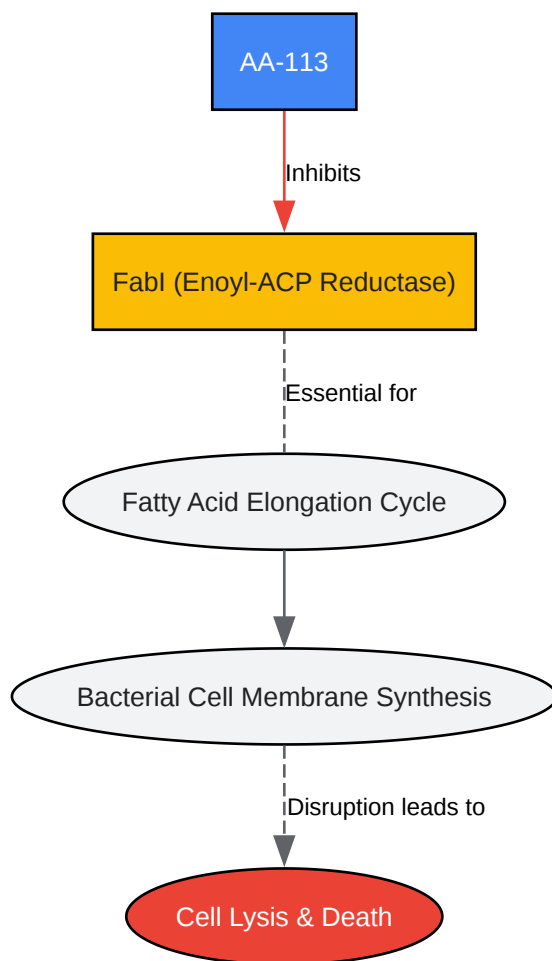 AA-113
Inhibits
FabI (Enoyl-ACP Reductase)
Essential for
Fatty Acid Elongation Cycle
Bacterial Cell Membrane Synthesis
Disruption leads to
Cell Lysis & Death